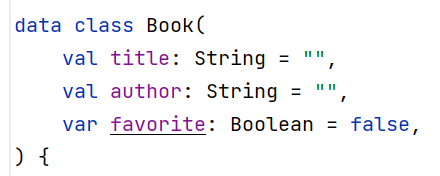 data class Book(
    val title: String = "",
    val author: String = "",
    var favorite: Boolean = false,
) {